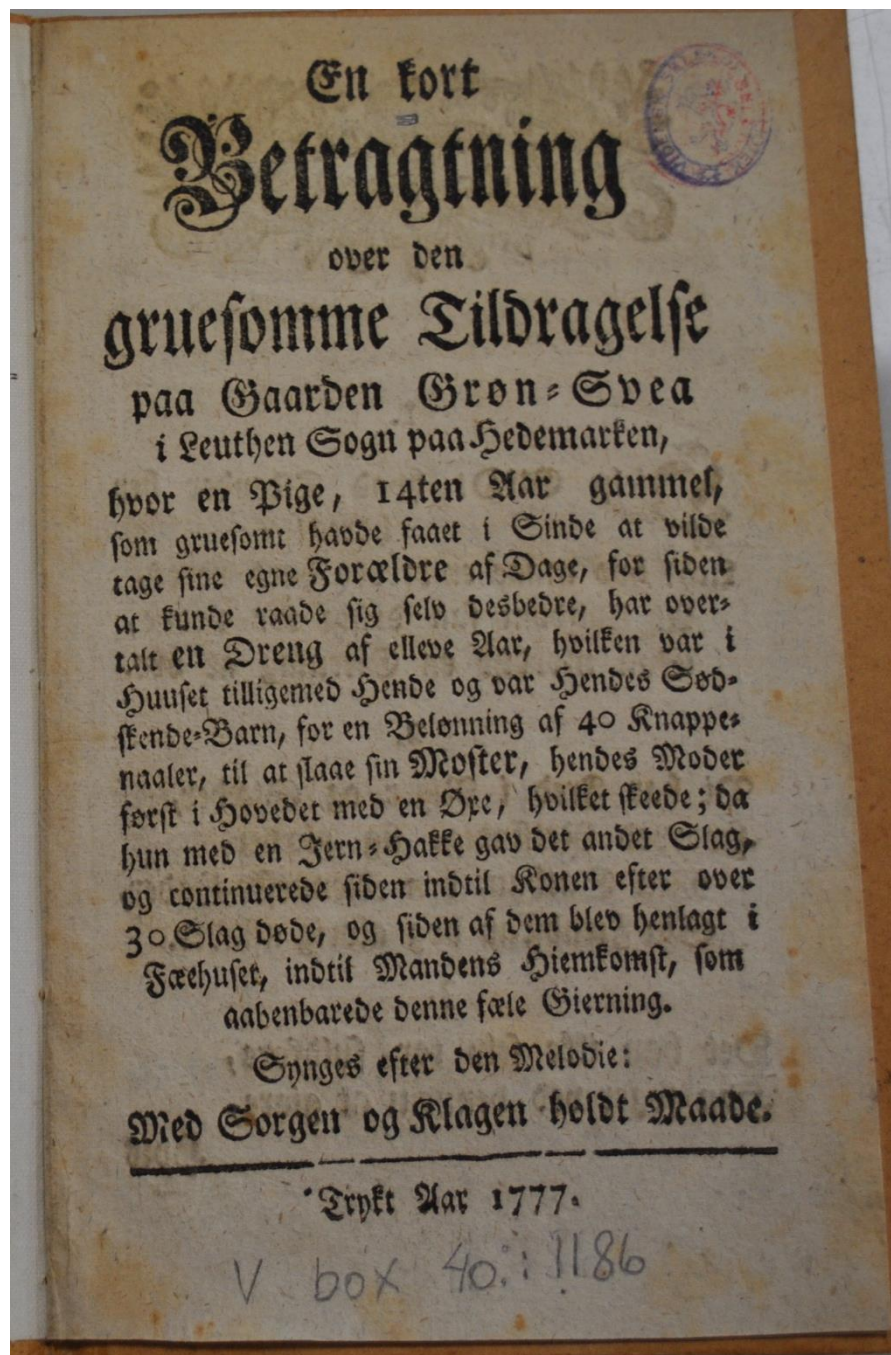 En kort
Betragtning
over den
gruesomme Tildragelse
paa Gaarden Grøn-Svea
i Leuthen Sogn paa Hedemarken,
hvor en Pige, 14ten Aar gammel,
som gruesomt havde faaet i Sinde at vilde
tage sine egne Forældre af Dage, for siden
at kunde raade sig selv desbedre, har over-
talt en Dreng af elleve Aar, hvilken var i
Huuset tilligemed Hende og var Hendes Sød-
skende-Barn, for en Belønning af 40 Knappe-
naaler, til at slaae sin Moster, hendes Moder
først i Hovedet med en Øxe, hvilket skeede; da
hun med en Jern-Hakke gav det andet Slag,
og continuerede siden indtil Konen efter over
30 Slag døde, og siden af dem blev henlagt i
Fæehuset, indtil Mandens Hiemkomst, som
aabenbarede denne fæle Gierning.
Synges efter den Melodie:
Med Sorgen og Klagen holdt Maade.
Trykt Aar 1777.
V box 40: 1186